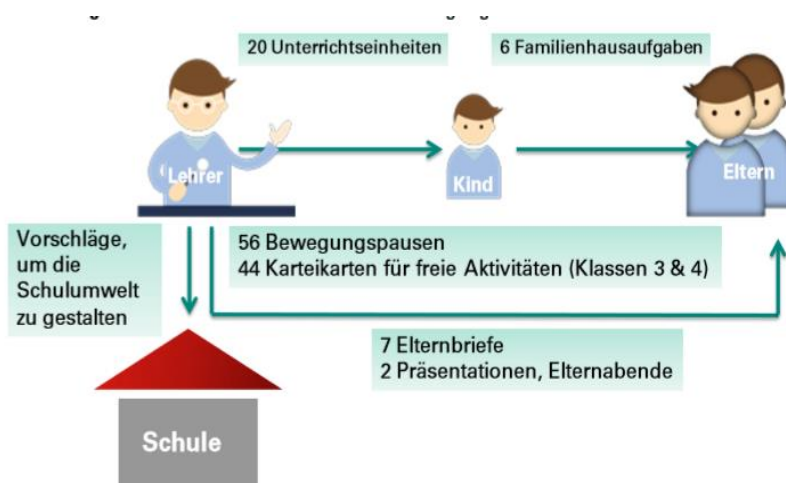 20 Unterrichtseinheiten
6 Familienhausaufgaben
Lehrer
Kind
Eltern
Vorschläge,
um die
Schulumwelt
zu gestalten
56 Bewegungspausen
44 Karteikarten für freie Aktivitäten (Klassen 3 & 4)
7 Elternbriefe
2 Präsentationen, Elternabende
Schule